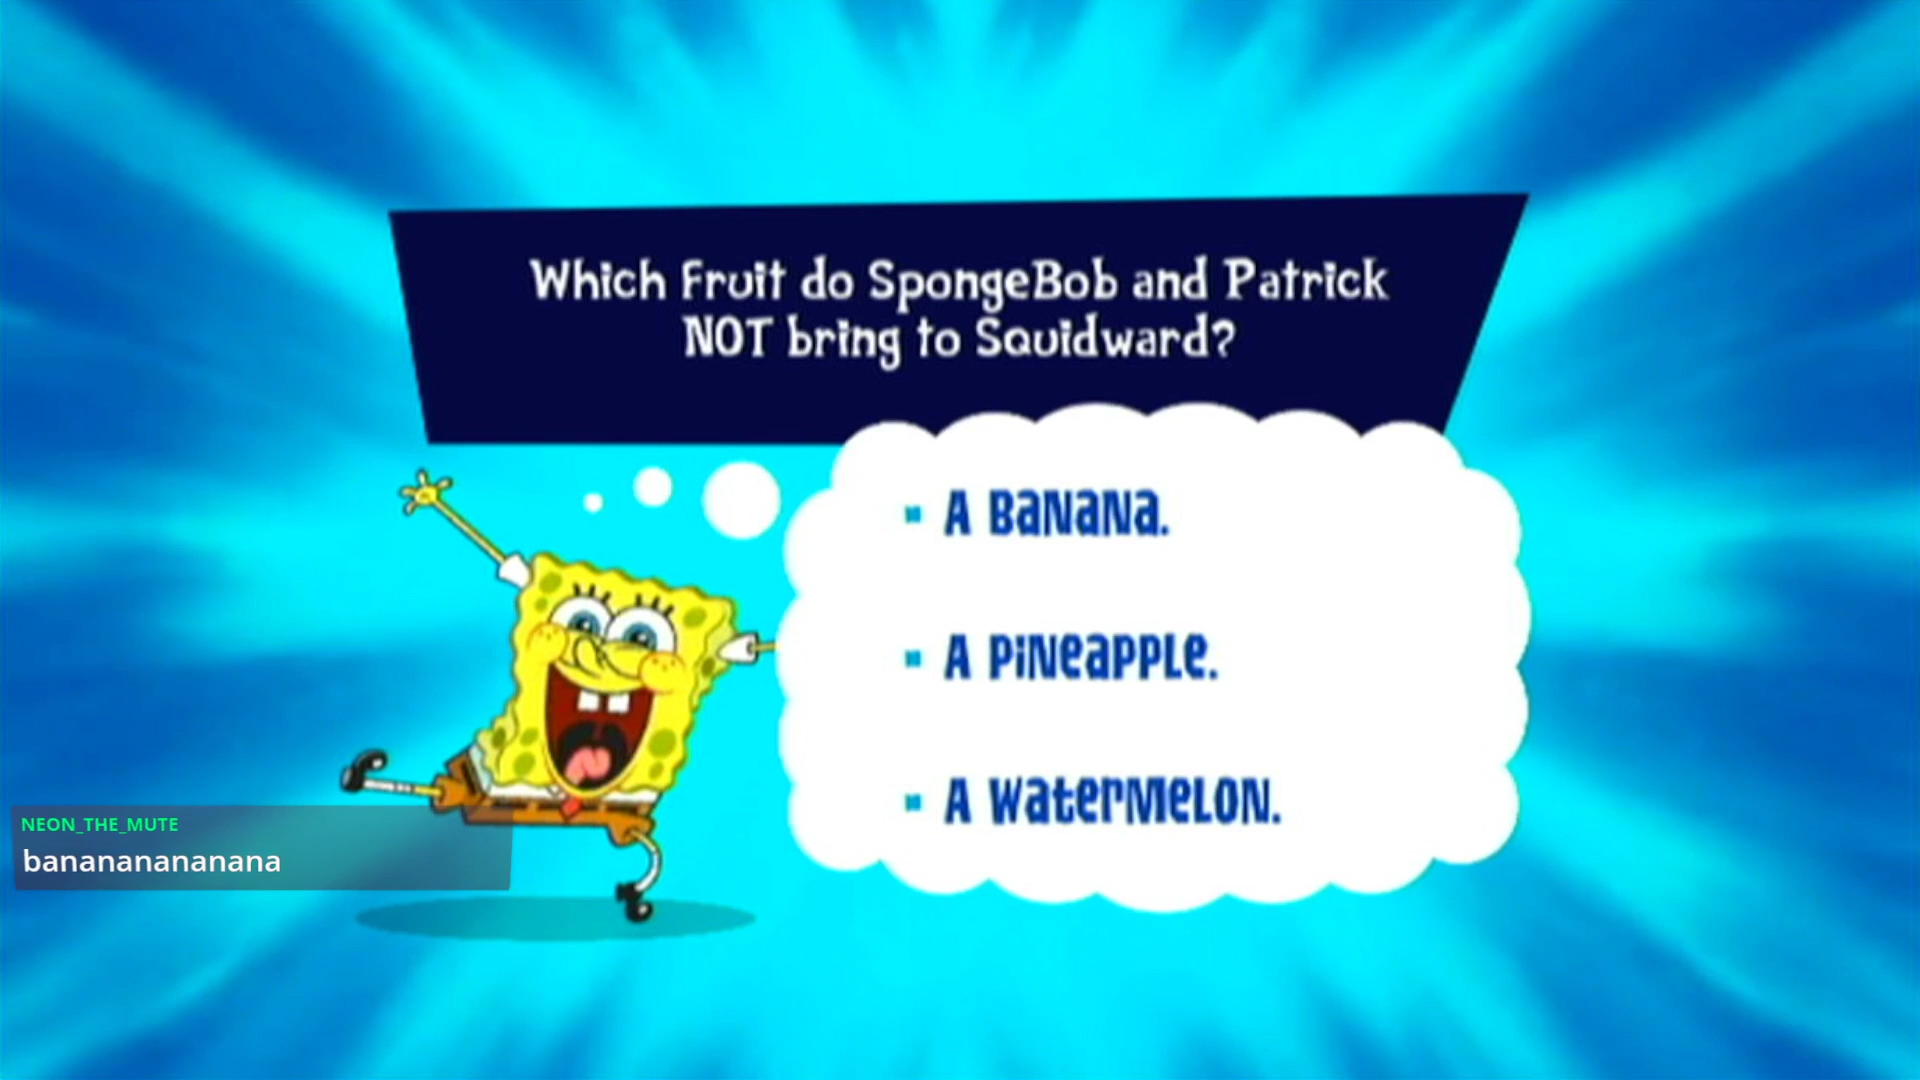 Which Fruit do SpongeBob and Patrick
NOT bring to Squidward?
A BaNaNa.
A PiNeaPPLe.
A WaterMeLON.
NEON_THE_MUTE
banananananana